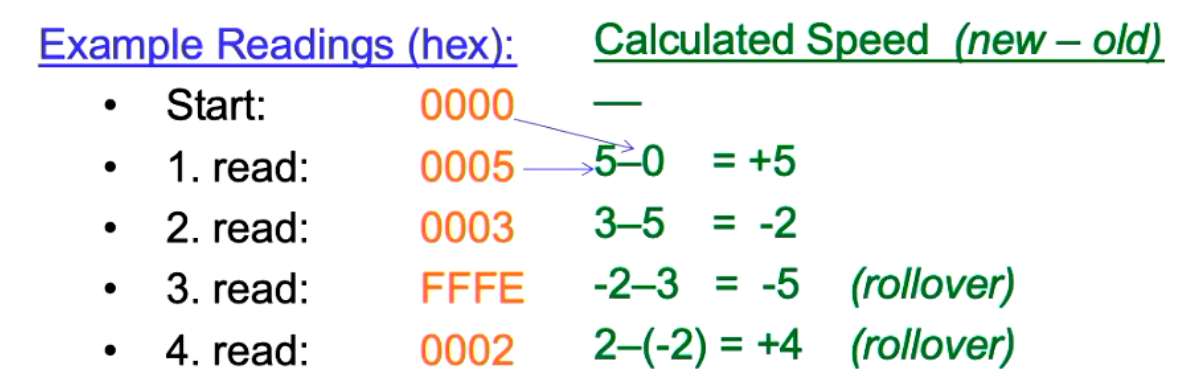 Example Readings (hex): Calculated Speed (new – old)
• Start: 0000 —
• 1. read: 0005 5–0 = +5
• 2. read: 0003 3–5 = -2
• 3. read: FFFE -2–3 = -5 (rollover)
• 4. read: 0002 2–(-2) = +4 (rollover)